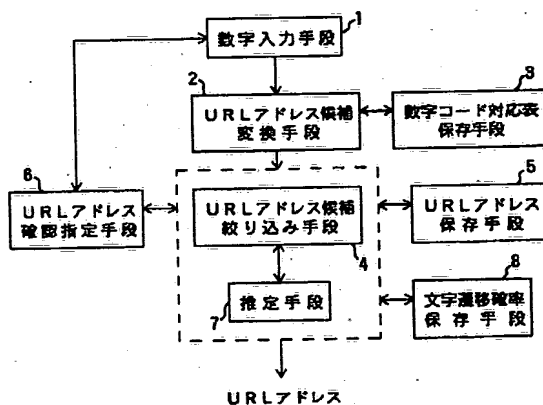 1
数字入力手段
2
URLアドレス候補
変換手段
3
数字コード対応表
保存手段
6
URLアドレス
確認指定手段
URLアドレス候補
絞り込み手段
4
5
URLアドレス
保存手段
7
推定手段
8
文字遷移確率
保存手段
URLアドレス